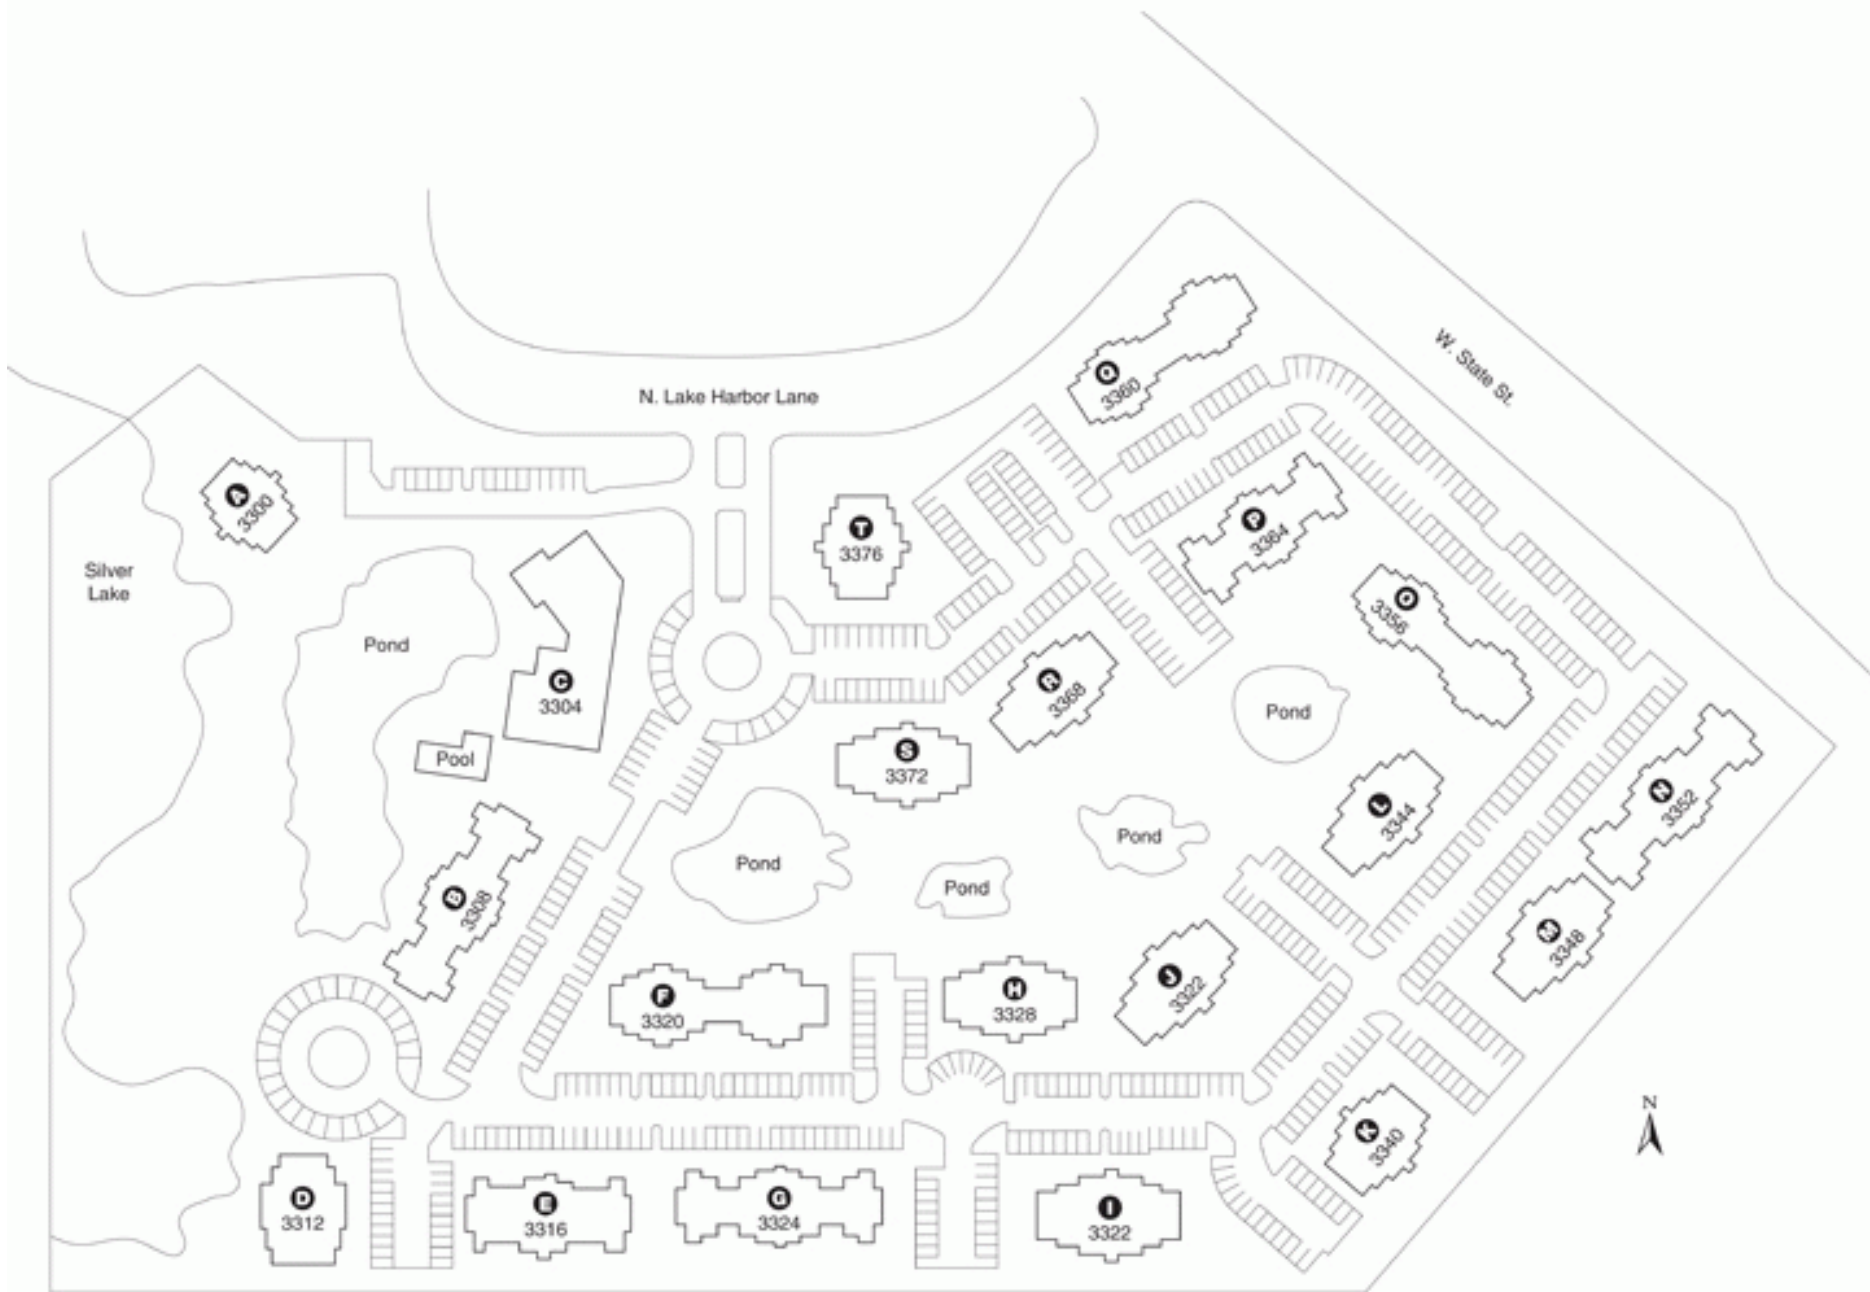 W. State St.
N. Lake Harbor Lane
Q
3360
A
3300
T
3376
P
3364
Silver
Lake
Pond
O
3356
C
3304
R
3368
Pond
Pool
S
3372
L
3344
N
3352
Pond
Pond
Pond
B
3308
M
3348
F
3320
H
3328
J
3322
N
K
3340
D
3312
E
3316
G
3324
I
3322